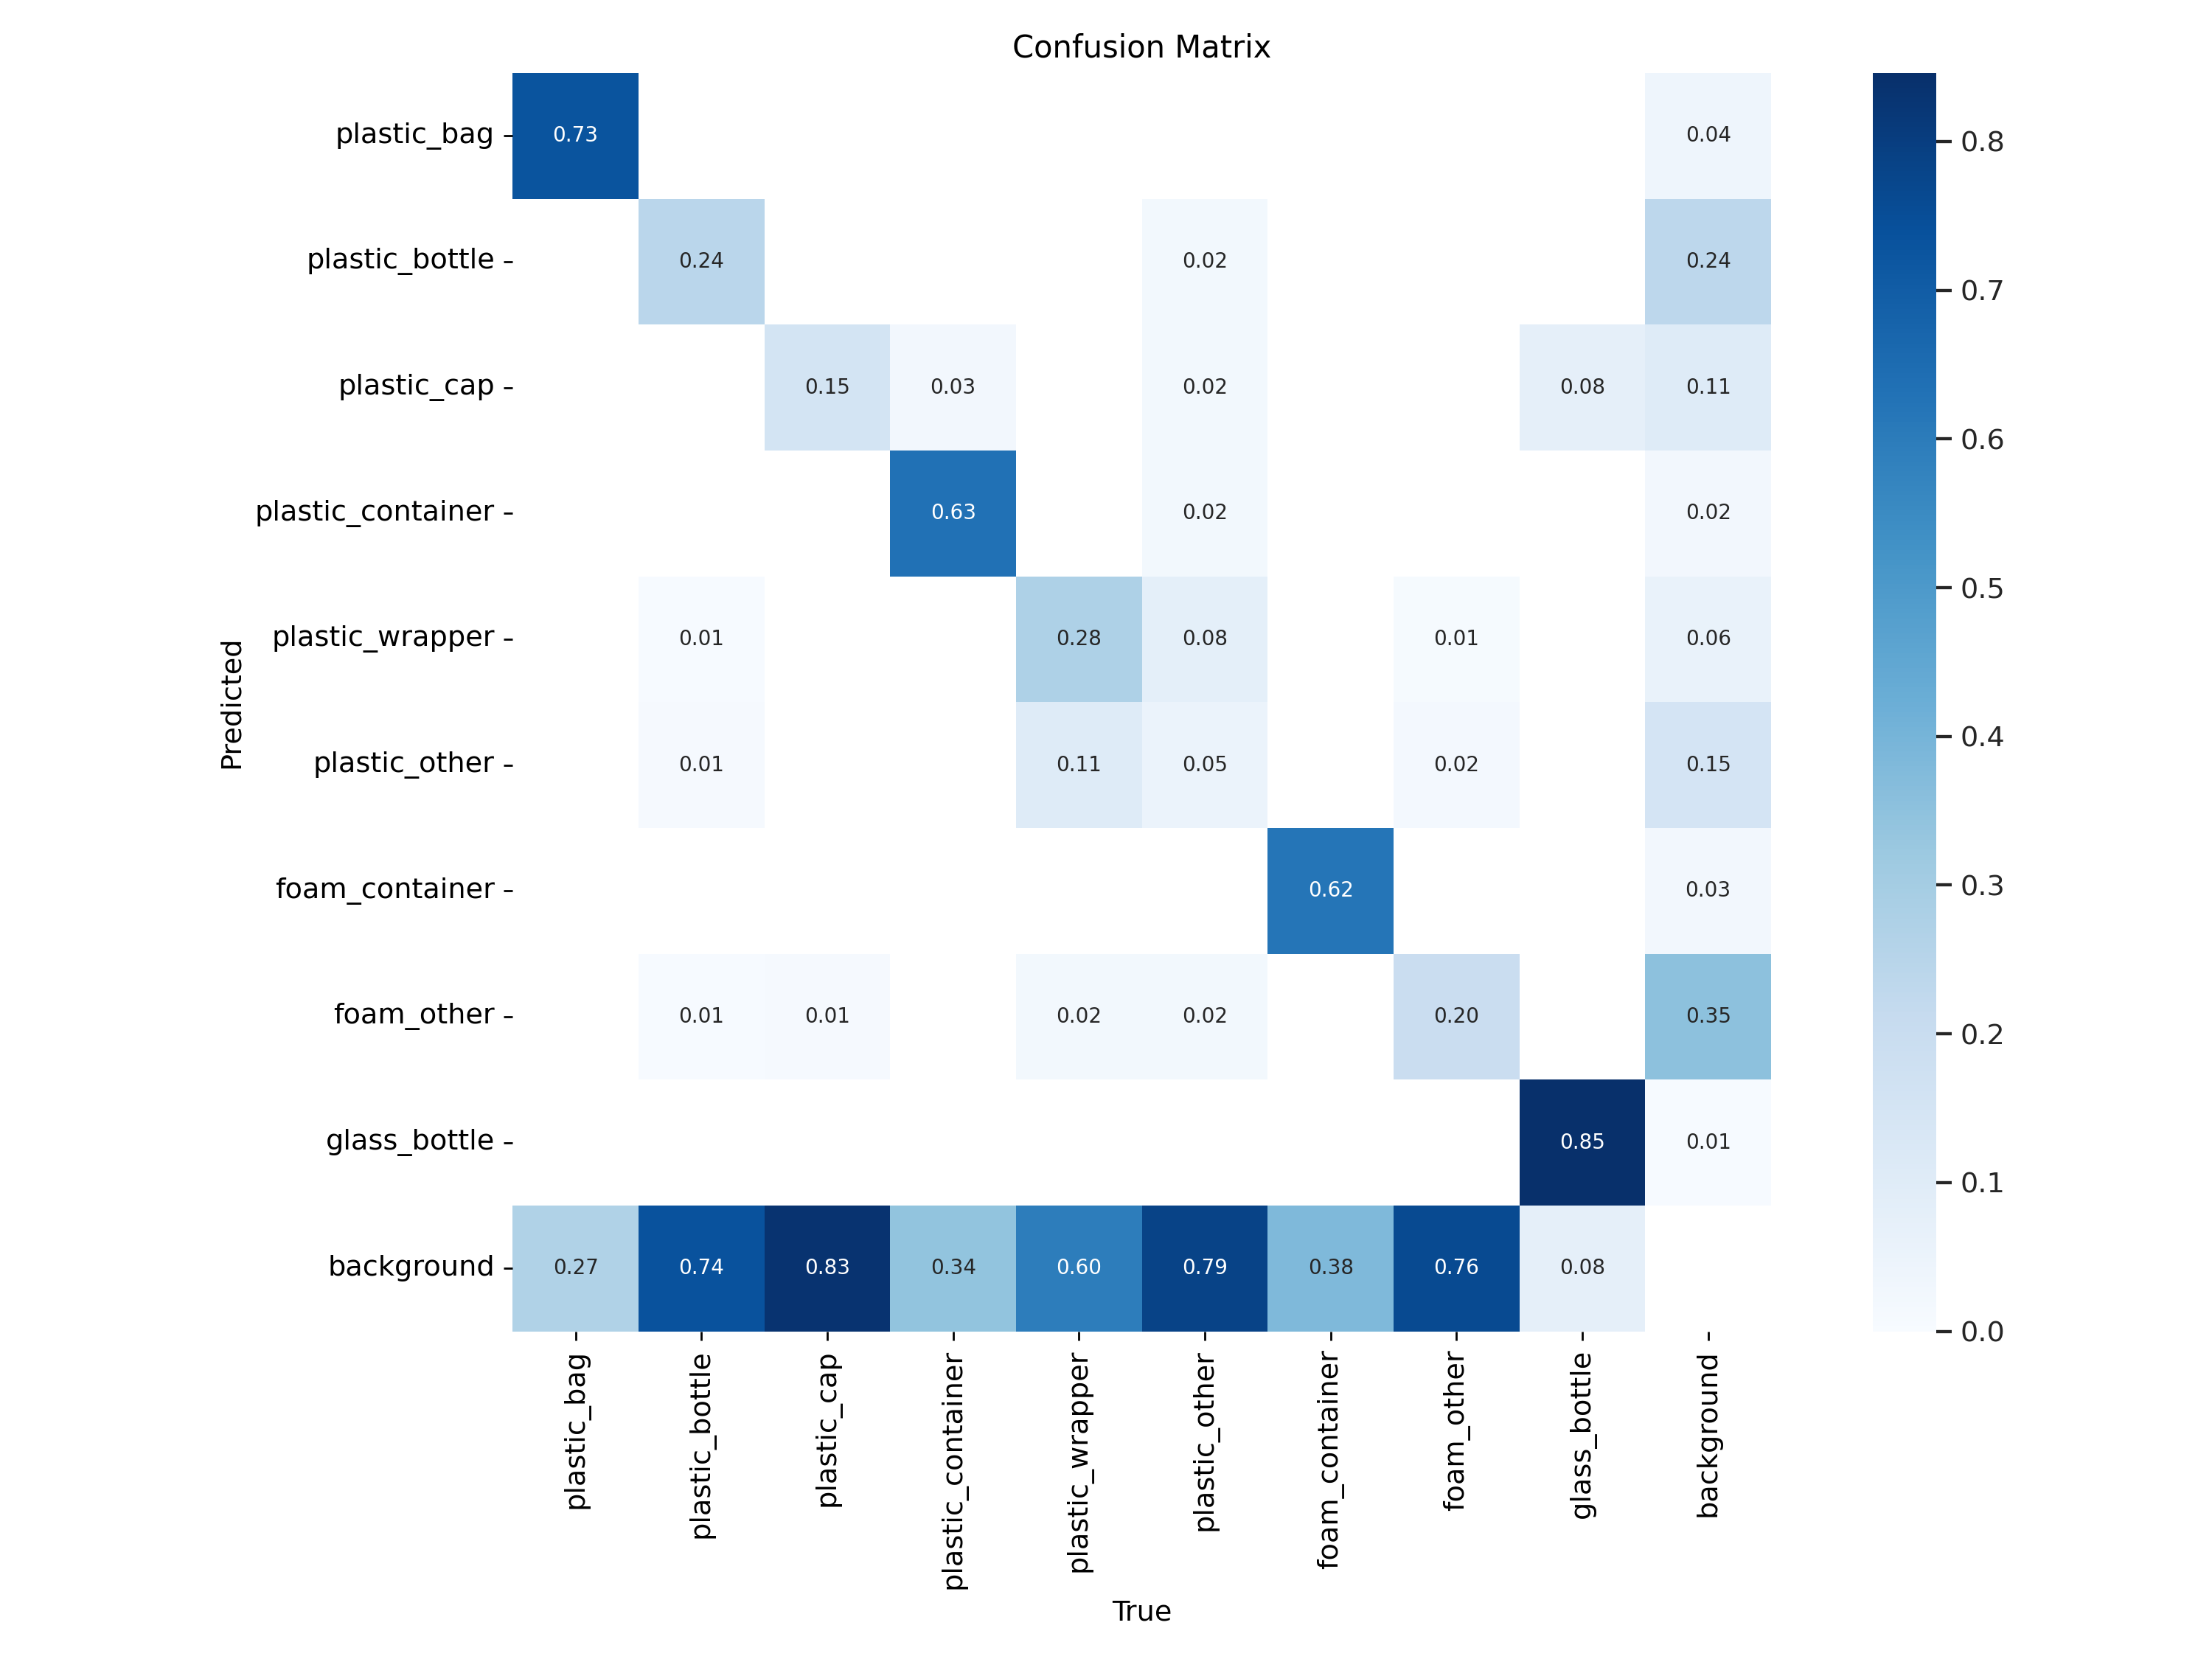 Confusion Matrix
plastic_bag 0.73 0.04
plastic_bottle 0.24 0.02 0.24
plastic_cap 0.15 0.03 0.02 0.08 0.11
plastic_container 0.63 0.02 0.02
plastic_wrapper 0.01 0.28 0.08 0.01 0.06
plastic_other 0.01 0.11 0.05 0.02 0.15
foam_container 0.62 0.03
foam_other 0.01 0.01 0.02 0.02 0.20 0.35
glass_bottle 0.85 0.01
background 0.27 0.74 0.83 0.34 0.60 0.79 0.38 0.76 0.08
Predicted
plastic_bag
plastic_bottle
plastic_cap
plastic_container
plastic_wrapper
plastic_other
foam_container
foam_other
glass_bottle
background
True
0.8
0.7
0.6
0.5
0.4
0.3
0.2
0.1
0.0